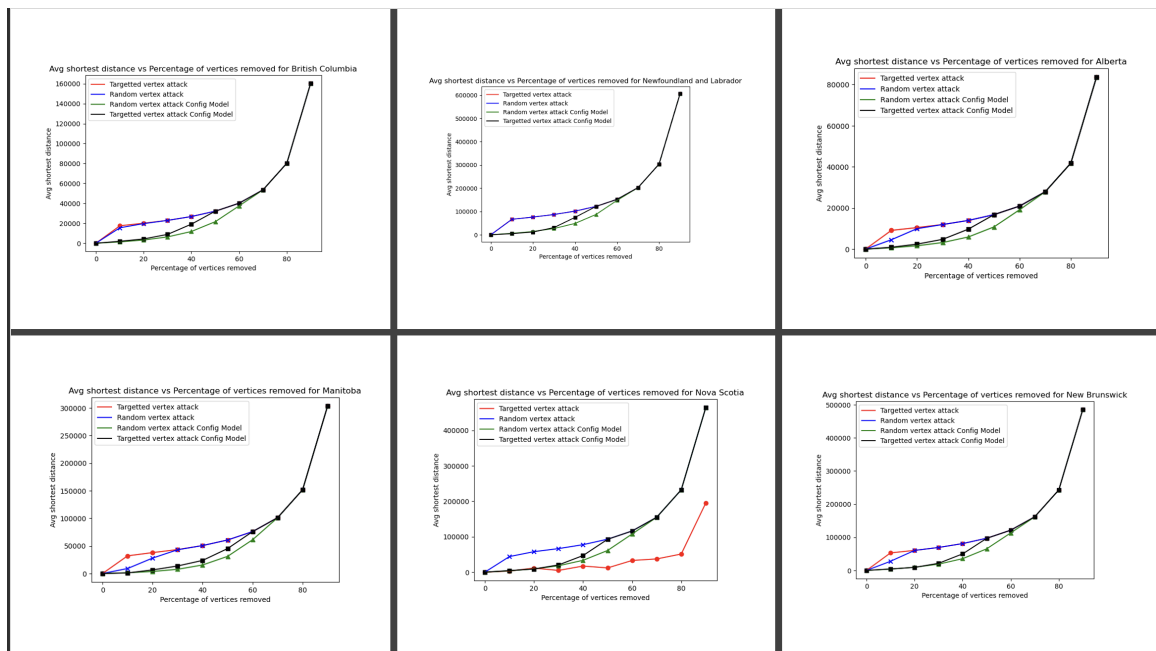 Avg shortest distance vs Percentage of vertices removed for British Columbia
160000
140000
120000
100000
80000
60000
40000
20000
0
Avg shortest distance
Targetted vertex attack
Random vertex attack
Random vertex attack Config Model
Targetted vertex attack Config Model
0 20 40 60 80
Percentage of vertices removed
Avg shortest distance vs Percentage of vertices removed for Newfoundland and Labrador
600000
500000
400000
300000
200000
100000
0
Avg shortest distance
Targetted vertex attack
Random vertex attack
Random vertex attack Config Model
Targetted vertex attack Config Model
0 20 40 60 80
Percentage of vertices removed
Avg shortest distance vs Percentage of vertices removed for Alberta
80000
60000
40000
20000
0
Avg shortest distance
Targetted vertex attack
Random vertex attack
Random vertex attack Config Model
Targetted vertex attack Config Model
0 20 40 60 80
Percentage of vertices removed
Avg shortest distance vs Percentage of vertices removed for Manitoba
300000
250000
200000
150000
100000
50000
0
Avg shortest distance
Targetted vertex attack
Random vertex attack
Random vertex attack Config Model
Targetted vertex attack Config Model
0 20 40 60 80
Percentage of vertices removed
Avg shortest distance vs Percentage of vertices removed for Nova Scotia
400000
300000
200000
100000
0
Avg shortest distance
Targetted vertex attack
Random vertex attack
Random vertex attack Config Model
Targetted vertex attack Config Model
0 20 40 60 80
Percentage of vertices removed
Avg shortest distance vs Percentage of vertices removed for New Brunswick
500000
400000
300000
200000
100000
0
Avg shortest distance
Targetted vertex attack
Random vertex attack
Random vertex attack Config Model
Targetted vertex attack Config Model
0 20 40 60 80
Percentage of vertices removed